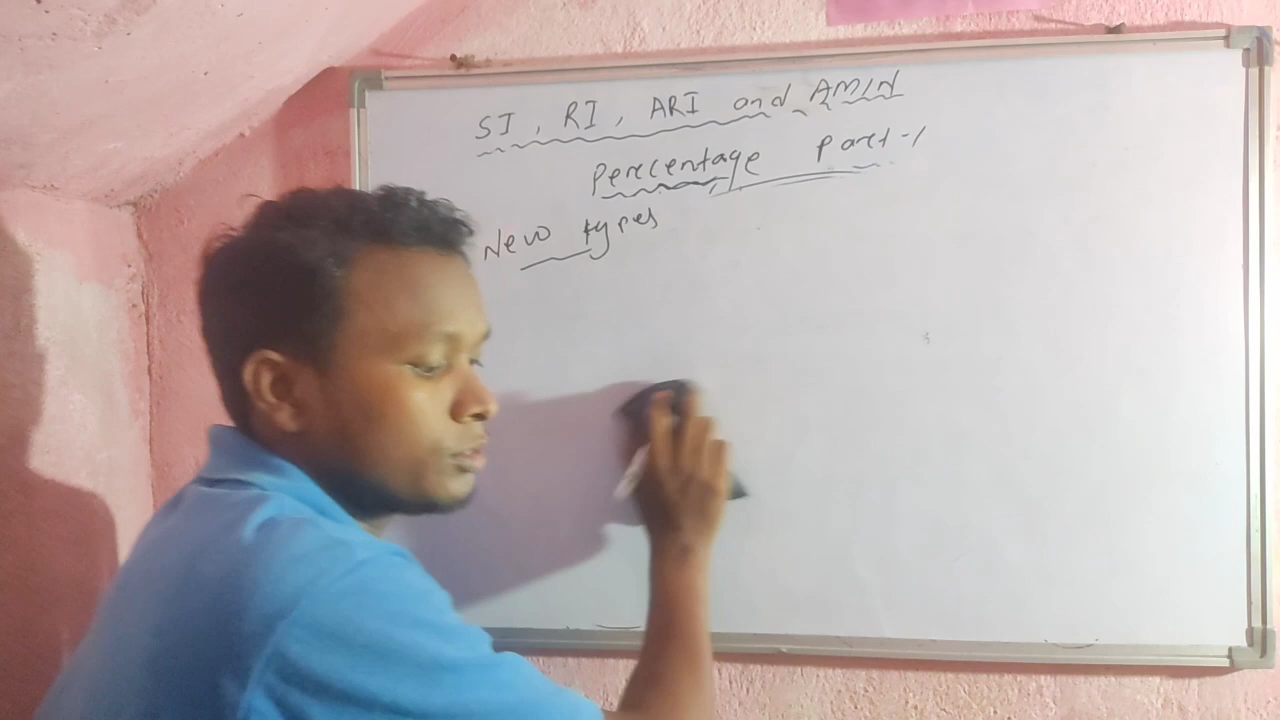 SI, RI, ARI and AMIN
Percentage Part-1
New types